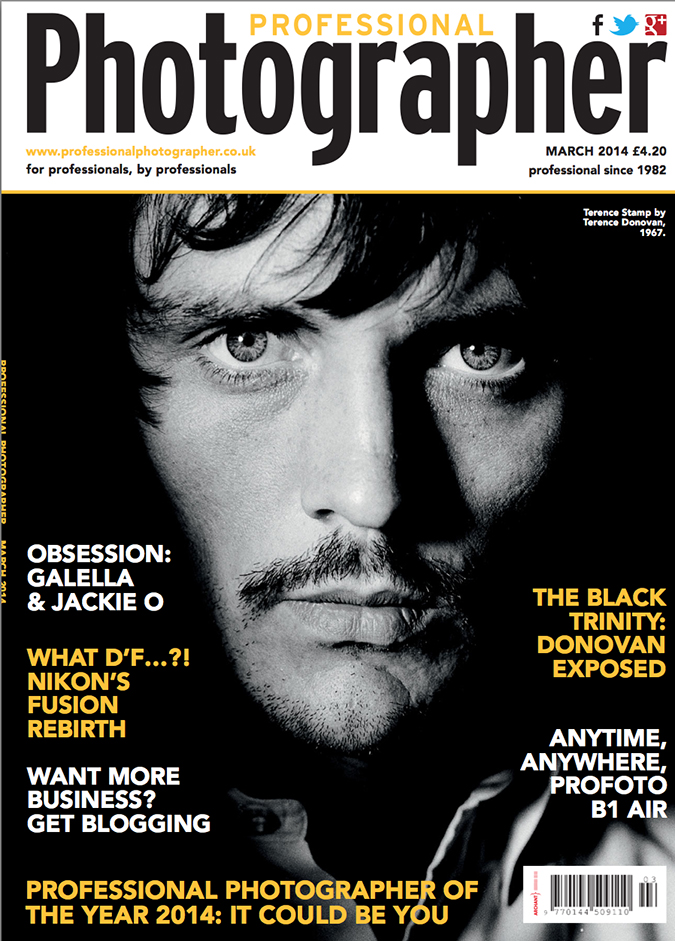 PROFESSIONAL
Photographer
www.professionalphotographer.co.uk
for professionals, by professionals
MARCH 2014 £4.20
professional since 1982
Terence Stamp by
Terence Donovan,
1967.
PROFESSIONAL PHOTOGRAPHER MARCH 2014
OBSESSION:
GALELLA
& JACKIE O
WHAT D'F...?!
NIKON'S
FUSION
REBIRTH
WANT MORE
BUSINESS?
GET BLOGGING
THE BLACK
TRINITY:
DONOVAN
EXPOSED
ANYTIME,
ANYWHERE,
PROFOTO
B1 AIR
PROFESSIONAL PHOTOGRAPHER OF
THE YEAR 2014: IT COULD BE YOU
ARCHANT
03
9 770144 509110